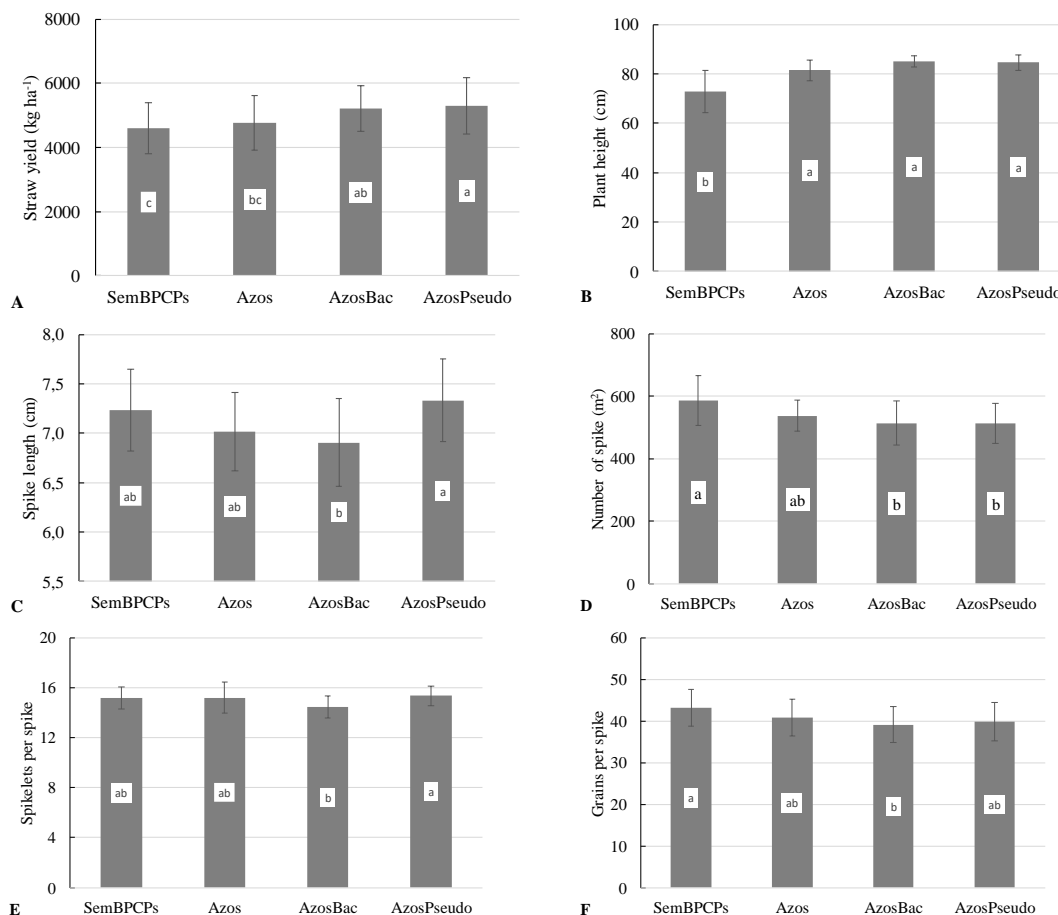 Straw yield (kg ha⁻¹)
8000
6000
4000
2000
0
c
bc
ab
a
SemBPCPs Azos AzosBac AzosPseudo
A
Plant height (cm)
100
80
60
40
20
0
b
a
a
a
SemBPCPs Azos AzosBac AzosPseudo
B
Spike length (cm)
8,0
7,5
7,0
6,5
6,0
5,5
ab
ab
b
a
SemBPCPs Azos AzosBac AzosPseudo
C
Number of spike (m²)
800
600
400
200
0
a
ab
b
b
SemBPCPs Azos AzosBac AzosPseudo
D
Spikelets per spike
20
16
12
8
4
0
ab
ab
b
a
SemBPCPs Azos AzosBac AzosPseudo
E
Grains per spike
60
50
40
30
20
10
0
a
ab
b
ab
SemBPCPs Azos AzosBac AzosPseudo
F